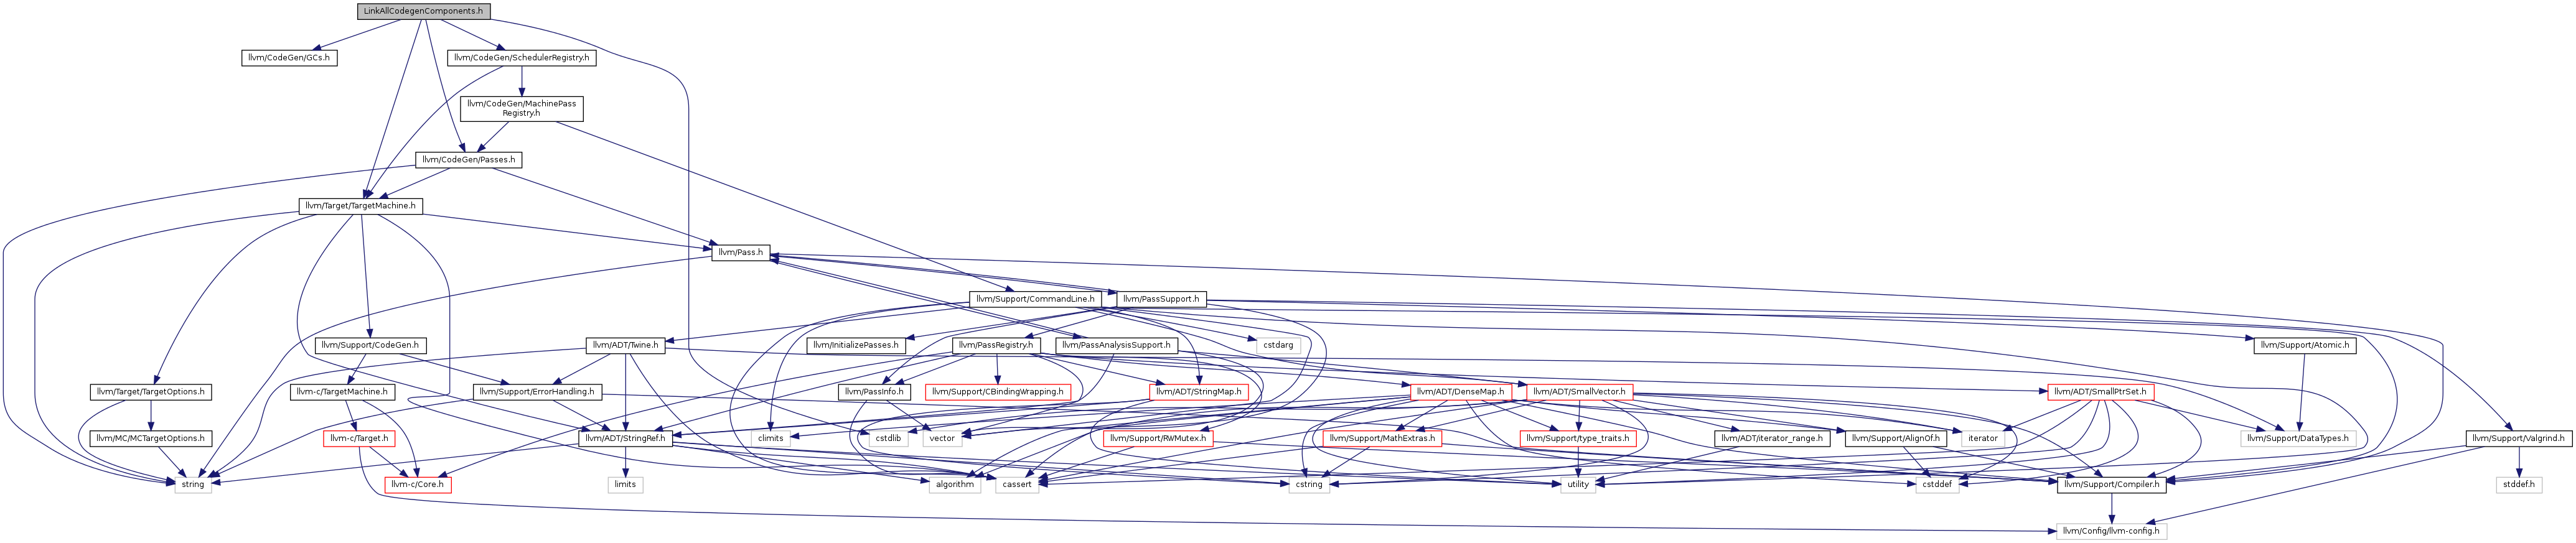 LinkAllCodegenComponents.h
llvm/CodeGen/GCs.h
llvm/CodeGen/SchedulerRegistry.h
llvm/CodeGen/MachinePass
Registry.h
llvm/CodeGen/Passes.h
llvm/Target/TargetMachine.h
llvm/Pass.h
llvm/Support/CommandLine.h
llvm/PassSupport.h
llvm/Support/CodeGen.h
llvm/ADT/Twine.h
llvm/InitializePasses.h
llvm/PassRegistry.h
llvm/PassAnalysisSupport.h
cstdarg
llvm/Support/Atomic.h
llvm/Target/TargetOptions.h
llvm-c/TargetMachine.h
llvm/Support/ErrorHandling.h
llvm/PassInfo.h
llvm/Support/CBindingWrapping.h
llvm/ADT/StringMap.h
llvm/ADT/DenseMap.h
llvm/ADT/SmallVector.h
llvm/ADT/SmallPtrSet.h
llvm/MC/MCTargetOptions.h
llvm-c/Target.h
llvm/ADT/StringRef.h
climits
cstdlib
vector
llvm/Support/RWMutex.h
llvm/Support/MathExtras.h
llvm/Support/type_traits.h
llvm/ADT/iterator_range.h
llvm/Support/AlignOf.h
iterator
llvm/Support/DataTypes.h
llvm/Support/Valgrind.h
string
llvm-c/Core.h
limits
algorithm
cassert
cstring
utility
cstddef
llvm/Support/Compiler.h
stddef.h
llvm/Config/llvm-config.h